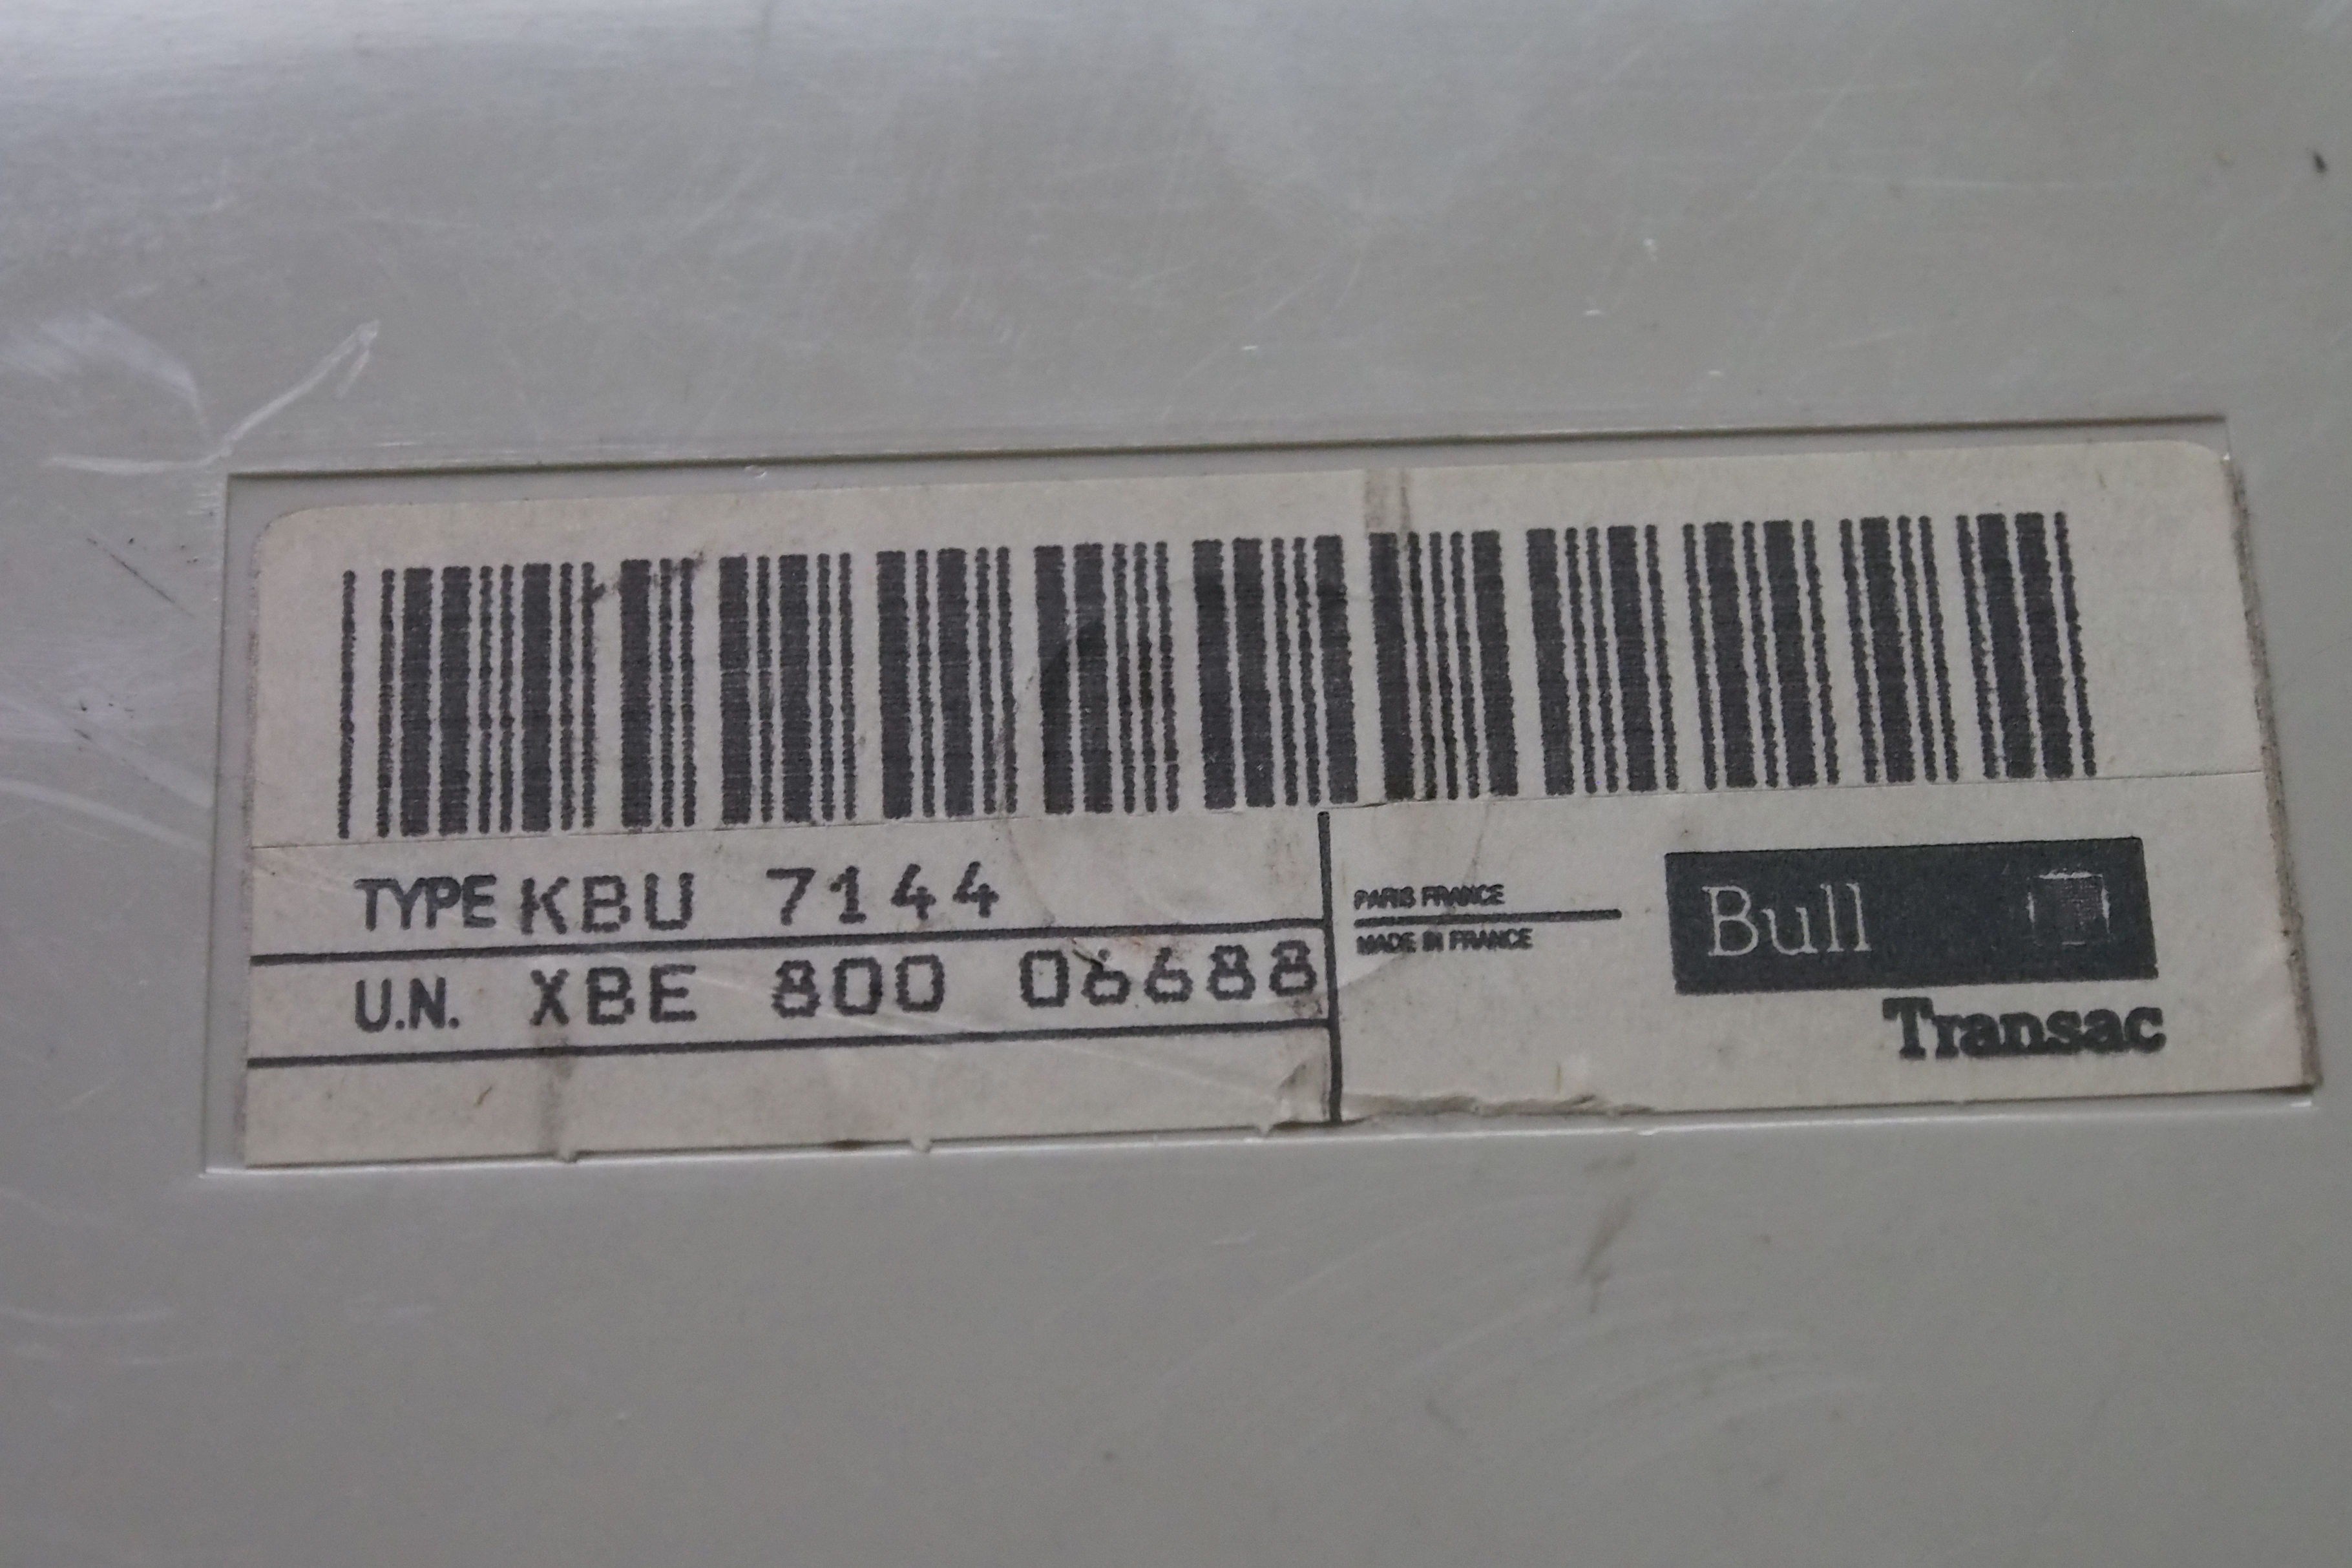 TYPE KBU 7144
U.N. XBE 800 06688
PARIS FRANCE
MADE IN FRANCE
Bull
Transac